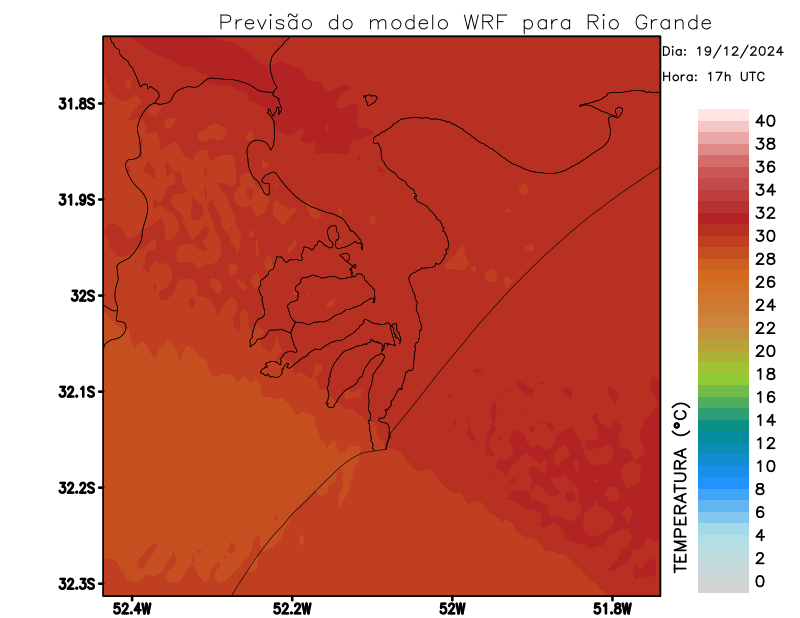 Previsão do modelo WRF para Rio Grande
Dia: 19/12/2024
Hora: 17h UTC
31.8S
31.9S
32S
32.1S
32.2S
32.3S
52.4W
52.2W
52W
51.8W
TEMPERATURA (°C)
40
38
36
34
32
30
28
26
24
22
20
18
16
14
12
10
8
6
4
2
0